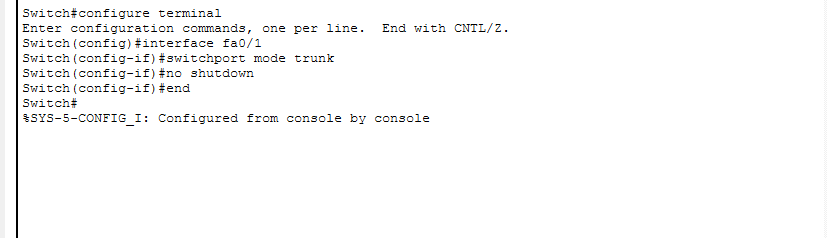 Switch#configure terminal
Enter configuration commands, one per line.  End with CNTL/Z.
Switch(config)#interface fa0/1
Switch(config-if)#switchport mode trunk
Switch(config-if)#no shutdown
Switch(config-if)#end
Switch#
%SYS-5-CONFIG_I: Configured from console by console